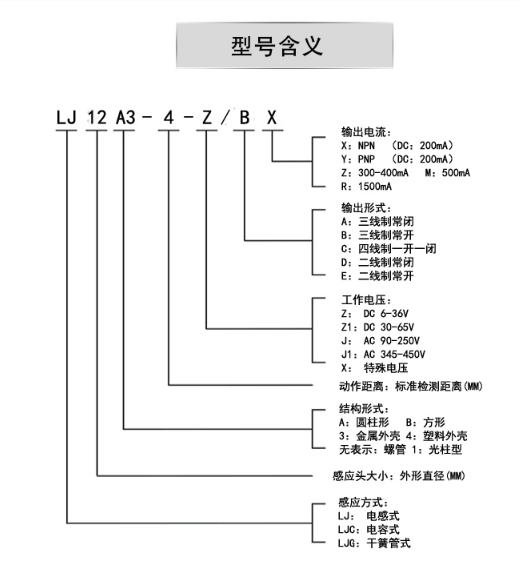 型号含义
LJ 12 A3 - 4 - Z / B X
输出电流:
X: NPN （DC: 200mA）
Y: PNP （DC: 200mA）
Z: 300-400mA M: 500mA
R: 1500mA
输出形式:
A: 三线制常闭
B: 三线制常开
C: 四线制一开一闭
D: 二线制常闭
E: 二线制常开
工作电压:
Z: DC 6-36V
Z1: DC 30-65V
J: AC 90-250V
J1: AC 345-450V
X: 特殊电压
动作距离: 标准检测距离(MM)
结构形式:
A: 圆柱形 B: 方形
3: 金属外壳 4: 塑料外壳
无表示: 螺管 1: 光柱型
感应头大小: 外形直径(MM)
感应方式:
LJ: 电感式
LJC: 电容式
LJG: 干簧管式